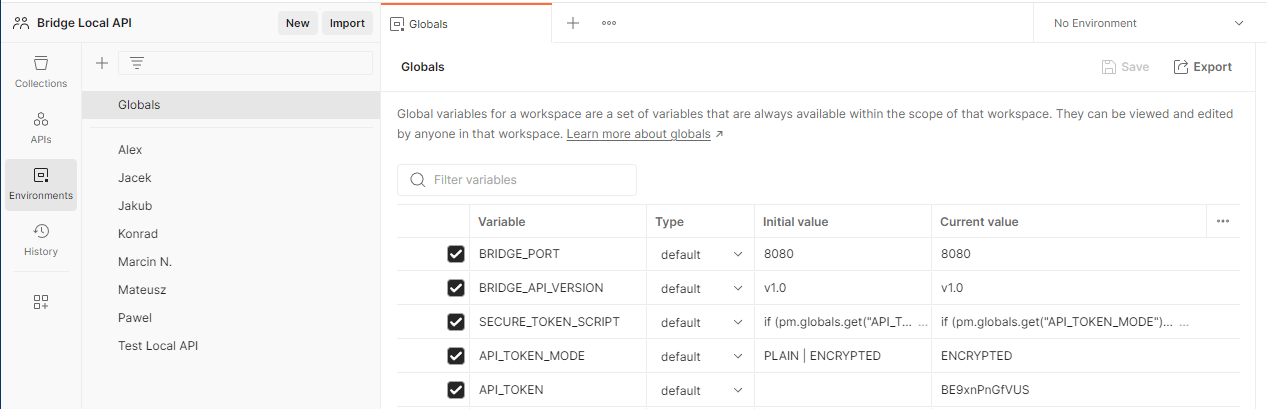 Bridge Local API
New Import
Globals
No Environment
Collections
APIs
Environments
History
Globals
Alex
Jacek
Jakub
Konrad
Marcin N.
Mateusz
Pawel
Test Local API
Globals
Save Export
Global variables for a workspace are a set of variables that are always available within the scope of that workspace. They can be viewed and edited
by anyone in that workspace. Learn more about globals ↗
Filter variables
Variable Type Initial value Current value
BRIDGE_PORT default 8080 8080
BRIDGE_API_VERSION default v1.0 v1.0
SECURE_TOKEN_SCRIPT default if (pm.globals.get("API_T... ... if (pm.globals.get("API_TOKEN_MODE")... ...
API_TOKEN_MODE default PLAIN | ENCRYPTED ENCRYPTED
API_TOKEN default BE9xnPnGfVUS